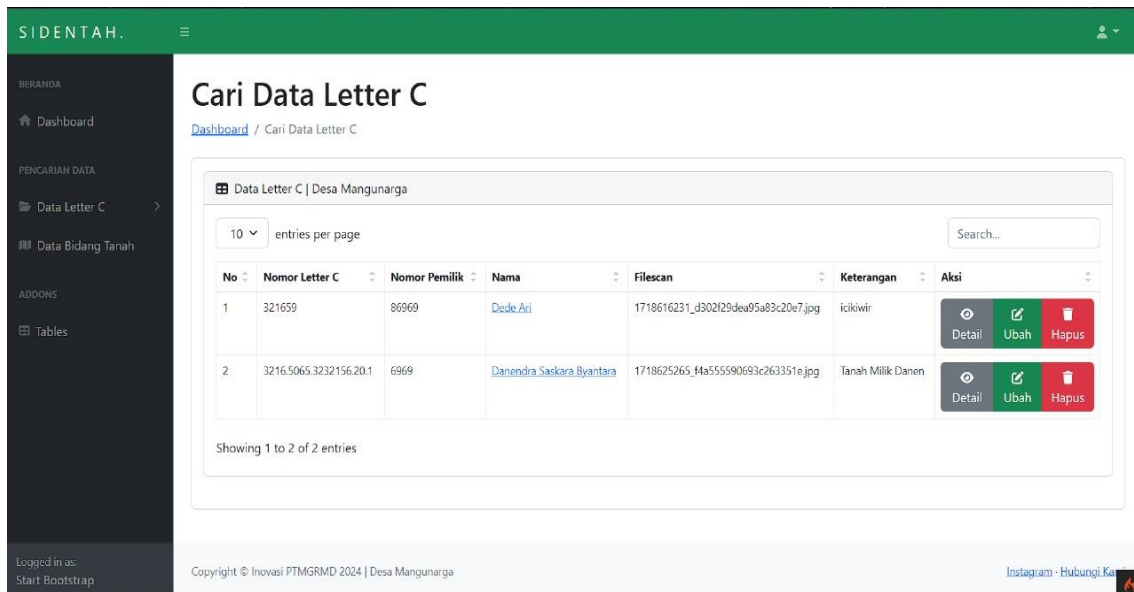 SIDENTAH.
BERANDA
Dashboard
PENCARIAN DATA
Data Letter C
Data Bidang Tanah
ADDONS
Tables
Logged in as:
Start Bootstrap
Cari Data Letter C
Dashboard / Cari Data Letter C
Data Letter C | Desa Mangunarga
10 entries per page
Search...
No Nomor Letter C Nomor Pemilik Nama Filescan Keterangan Aksi
1 321659 86969 Dede Ari 1718616231_d302f29dea95a83c20e7.jpg icikiwir Detail Ubah Hapus
2 3216.5065.3232156.20.1 6969 Danendra Saskara Byantara 1718625265_f4a555590693c263351e.jpg Tanah Milik Danen Detail Ubah Hapus
Showing 1 to 2 of 2 entries
Copyright © Inovasi PTMGRMD 2024 | Desa Mangunarga
Instagram · Hubungi